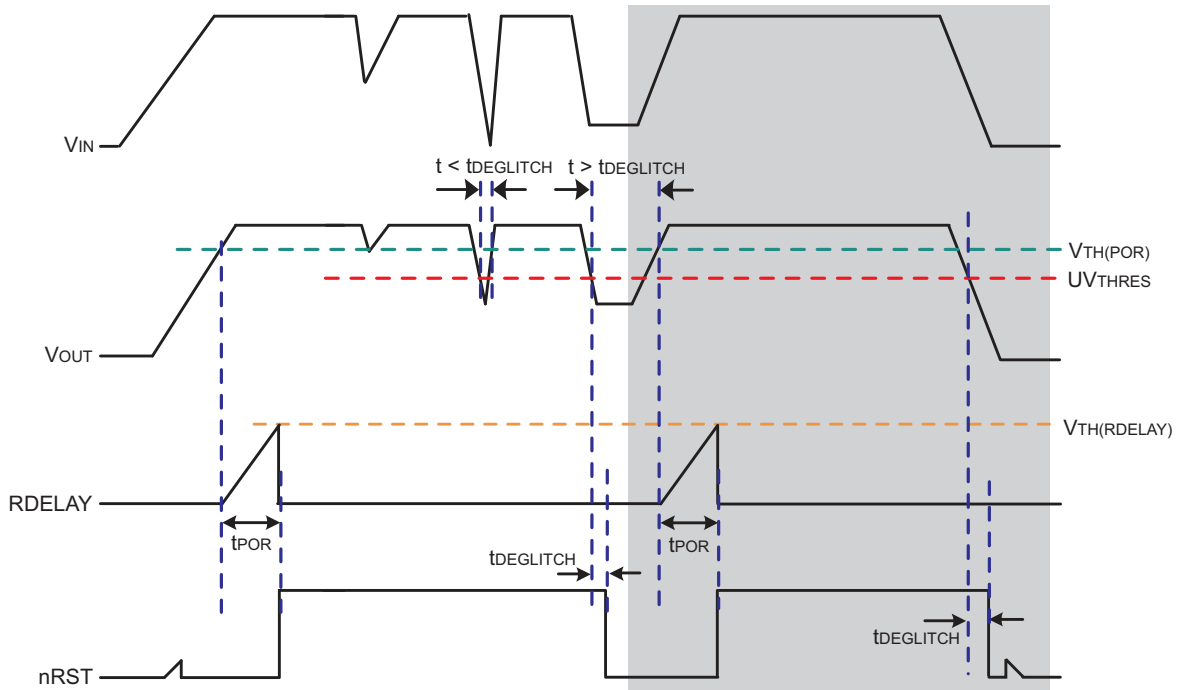 VIN
t < tDEGLITCH
t > tDEGLITCH
VTH(POR)
UVTHRES
VOUT
VTH(RDELAY)
RDELAY
tPOR
tPOR
tDEGLITCH
tDEGLITCH
nRST